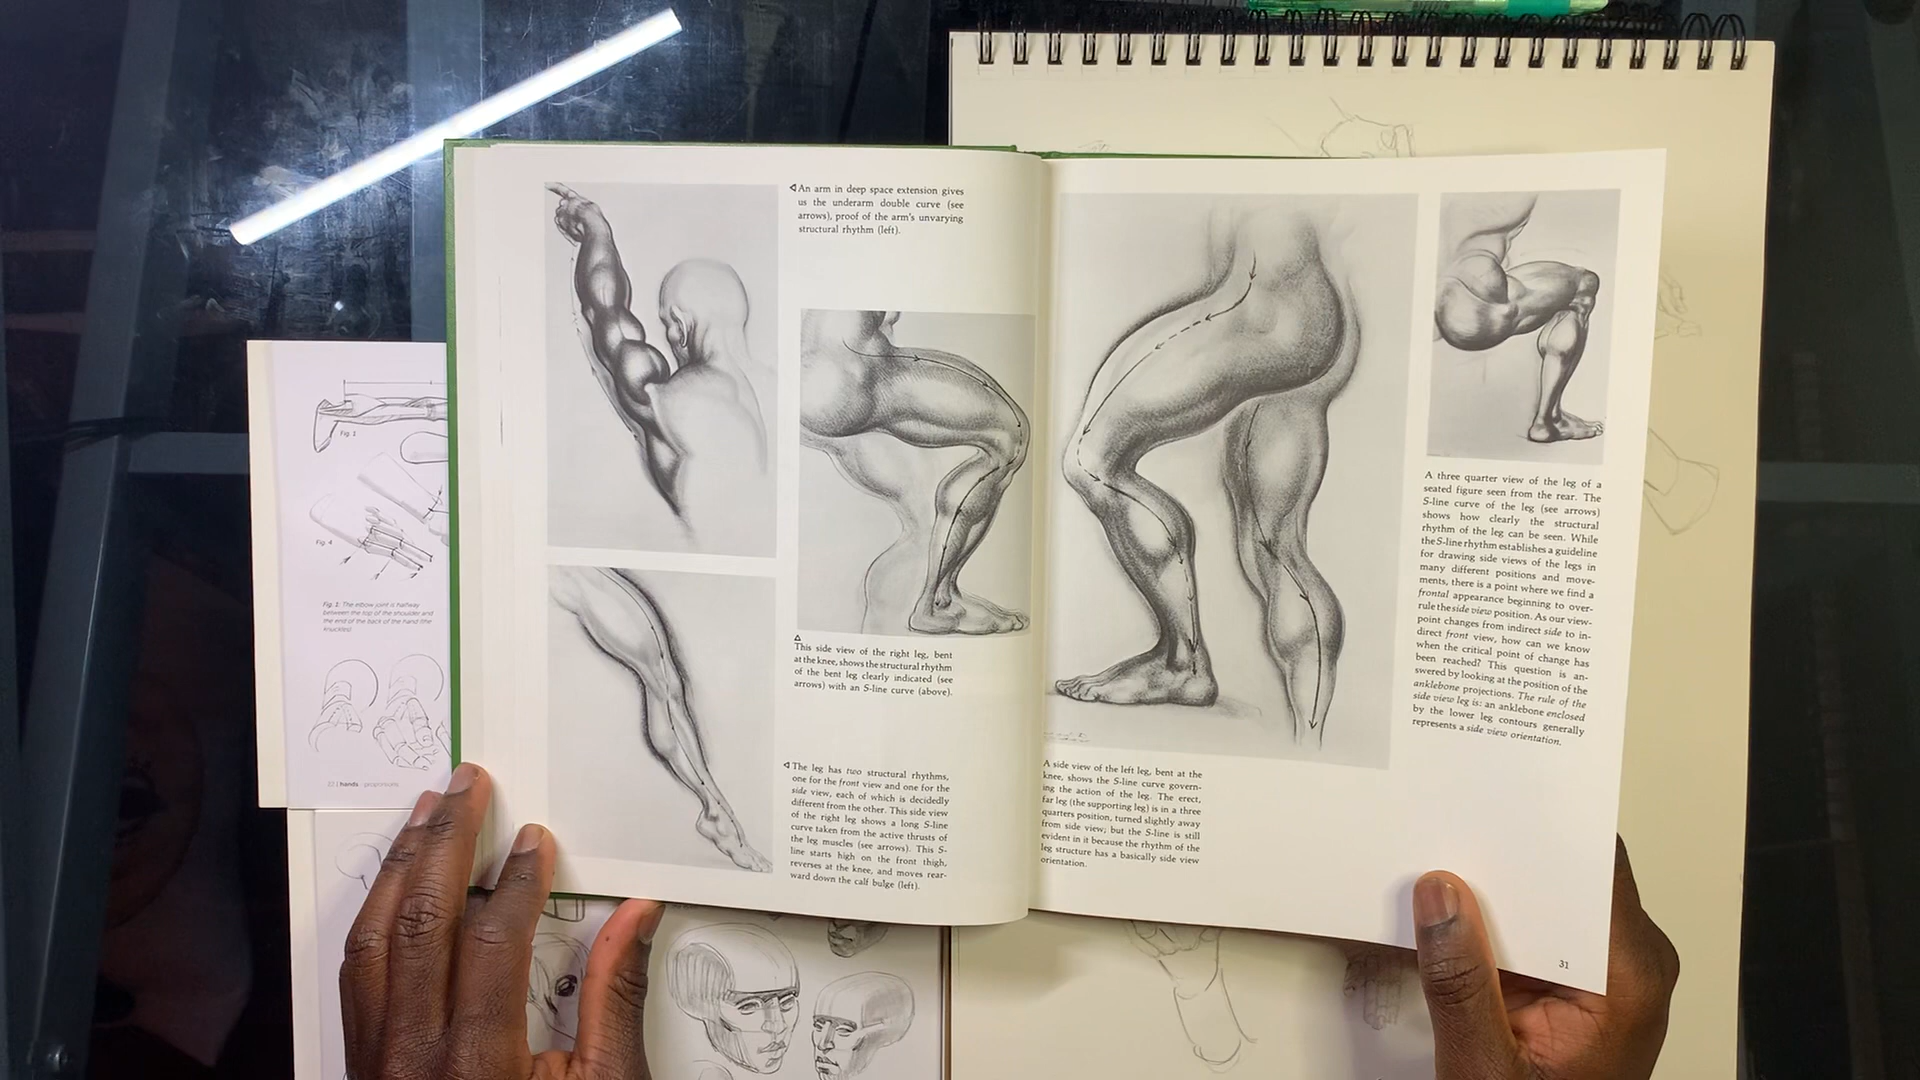 An arm in deep space extension gives
us the underarm double curve (see
arrows), proof of the arm's unvarying
structural rhythm (left).
This side view of the right leg, bent
at the knee, shows the structural rhythm
of the bent leg clearly indicated (see
arrows) with an S-line curve (above).
The leg has two structural rhythms,
one for the front view and one for the
side view, each of which is decidedly
different from the other. This side view
of the right leg shows a long S-line
curve taken from the active thrusts of
the leg muscles (see arrows). This S-
line starts high on the front thigh,
reverses at the knee, and moves rear-
ward down the calf bulge (left).
A side view of the left leg, bent at the
knee, shows the S-line curve govern-
ing the action of the leg. The erect,
far leg (the supporting leg) is in a three
quarters position, turned slightly away
from side view; but the S-line is still
evident in it because the rhythm of the
leg structure has a basically side view
orientation.
A three quarter view of the leg of a
seated figure seen from the rear. The
S-line curve of the leg (see arrows)
shows how clearly the structural
rhythm of the leg can be seen. While
the S-line rhythm establishes a guideline
for drawing side views of the legs in
many different positions and move-
ments, there is a point where we find a
frontal appearance beginning to over-
rule the side view position. As our view-
point changes from indirect side to in-
direct front view, how can we know
when the critical point of change has
been reached? This question is an-
swered by looking at the position of the
anklebone projections. The rule of the
side view leg is: an anklebone enclosed
by the lower leg contours generally
represents a side view orientation.
31
Fig. 1
Fig. 4
Fig. 1: The elbow joint is halfway
between the top of the shoulder and
the end of the back of the hand (the
knuckles)
hands proportions